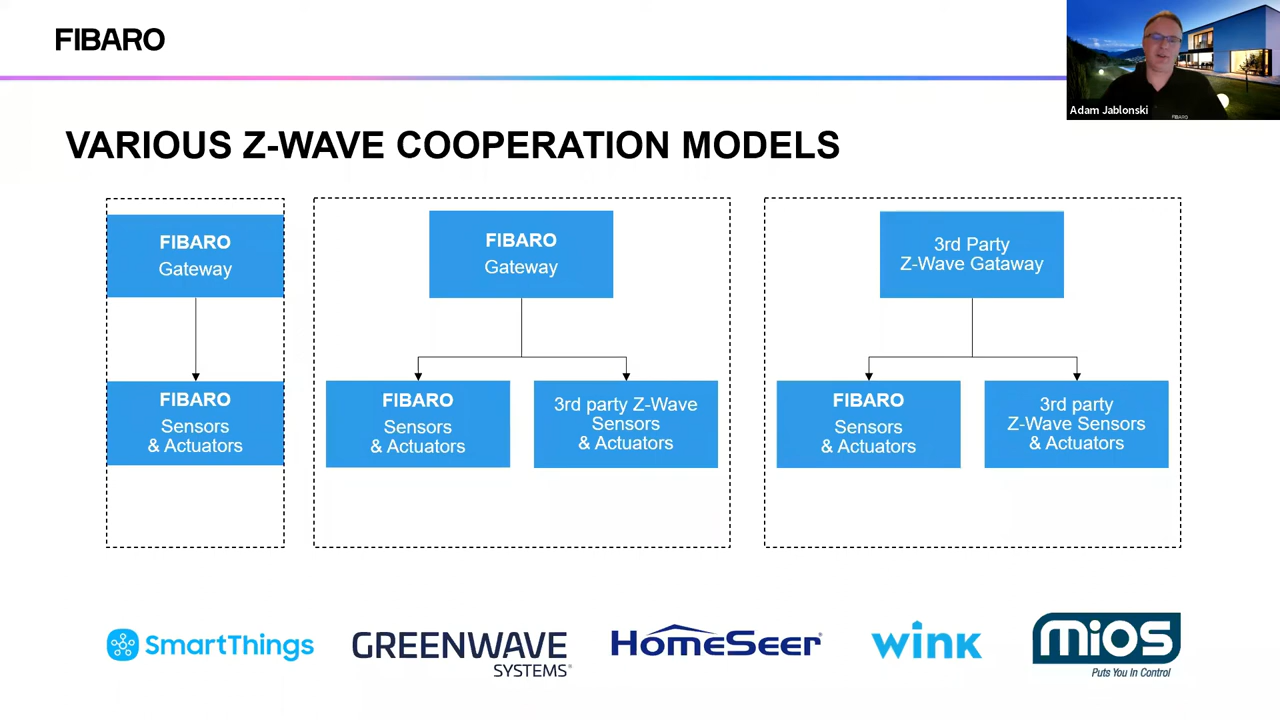 FIBARO
Adam Jablonski
FIBARO
VARIOUS Z-WAVE COOPERATION MODELS
FIBARO
Gateway
FIBARO
Sensors
& Actuators
FIBARO
Gateway
FIBARO
Sensors
& Actuators
3rd party Z-Wave
Sensors
& Actuators
3rd Party
Z-Wave Gataway
FIBARO
Sensors
& Actuators
3rd party
Z-Wave Sensors
& Actuators
SmartThings
GREENWAVE
SYSTEMS®
HomeSeer®
wink
MiOS
Puts You In Control